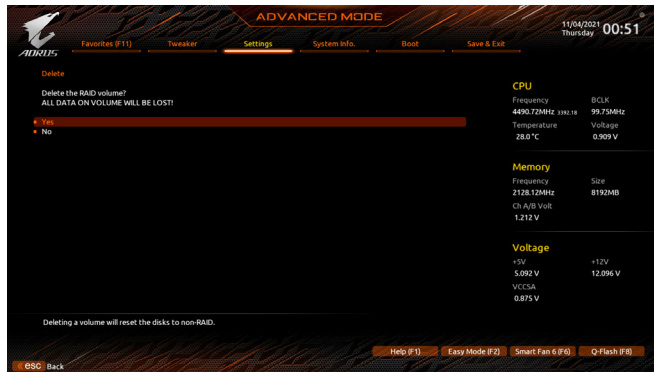 ADVANCED MODE
11/04/2021
Thursday
00:51
AORUS
Favorites (F11)
Tweaker
Settings
System Info.
Boot
Save & Exit
Delete
Delete the RAID volume?
ALL DATA ON VOLUME WILL BE LOST!
Yes
No
CPU
Frequency
BCLK
4490.72MHz 3392.18
99.75MHz
Temperature
Voltage
28.0 °C
0.909 V
Memory
Frequency
Size
2128.12MHz
8192MB
Ch A/B Volt
1.212 V
Voltage
+5V
+12V
5.092 V
12.096 V
VCCSA
0.875 V
Deleting a volume will reset the disks to non-RAID.
Help (F1)
Easy Mode (F2)
Smart Fan 6 (F6)
Q-Flash (F8)
esc Back